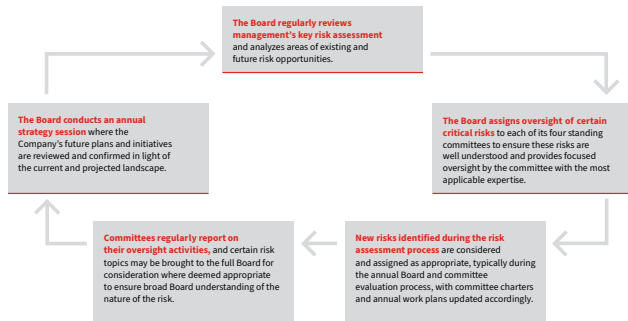 The Board regularly reviews
management's key risk assessment
and analyzes areas of existing and
future risk opportunities.
The Board assigns oversight of certain
critical risks to each of its four standing
committees to ensure these risks are
well understood and provides focused
oversight by the committee with the most
applicable expertise.
New risks identified during the risk
assessment process are considered
and assigned as appropriate, typically during
the annual Board and committee
evaluation process, with committee charters
and annual work plans updated accordingly.
Committees regularly report on
their oversight activities, and certain risk
topics may be brought to the full Board for
consideration where deemed appropriate
to ensure broad Board understanding of the
nature of the risk.
The Board conducts an annual
strategy session where the
Company's future plans and initiatives
are reviewed and confirmed in light of
the current and projected landscape.